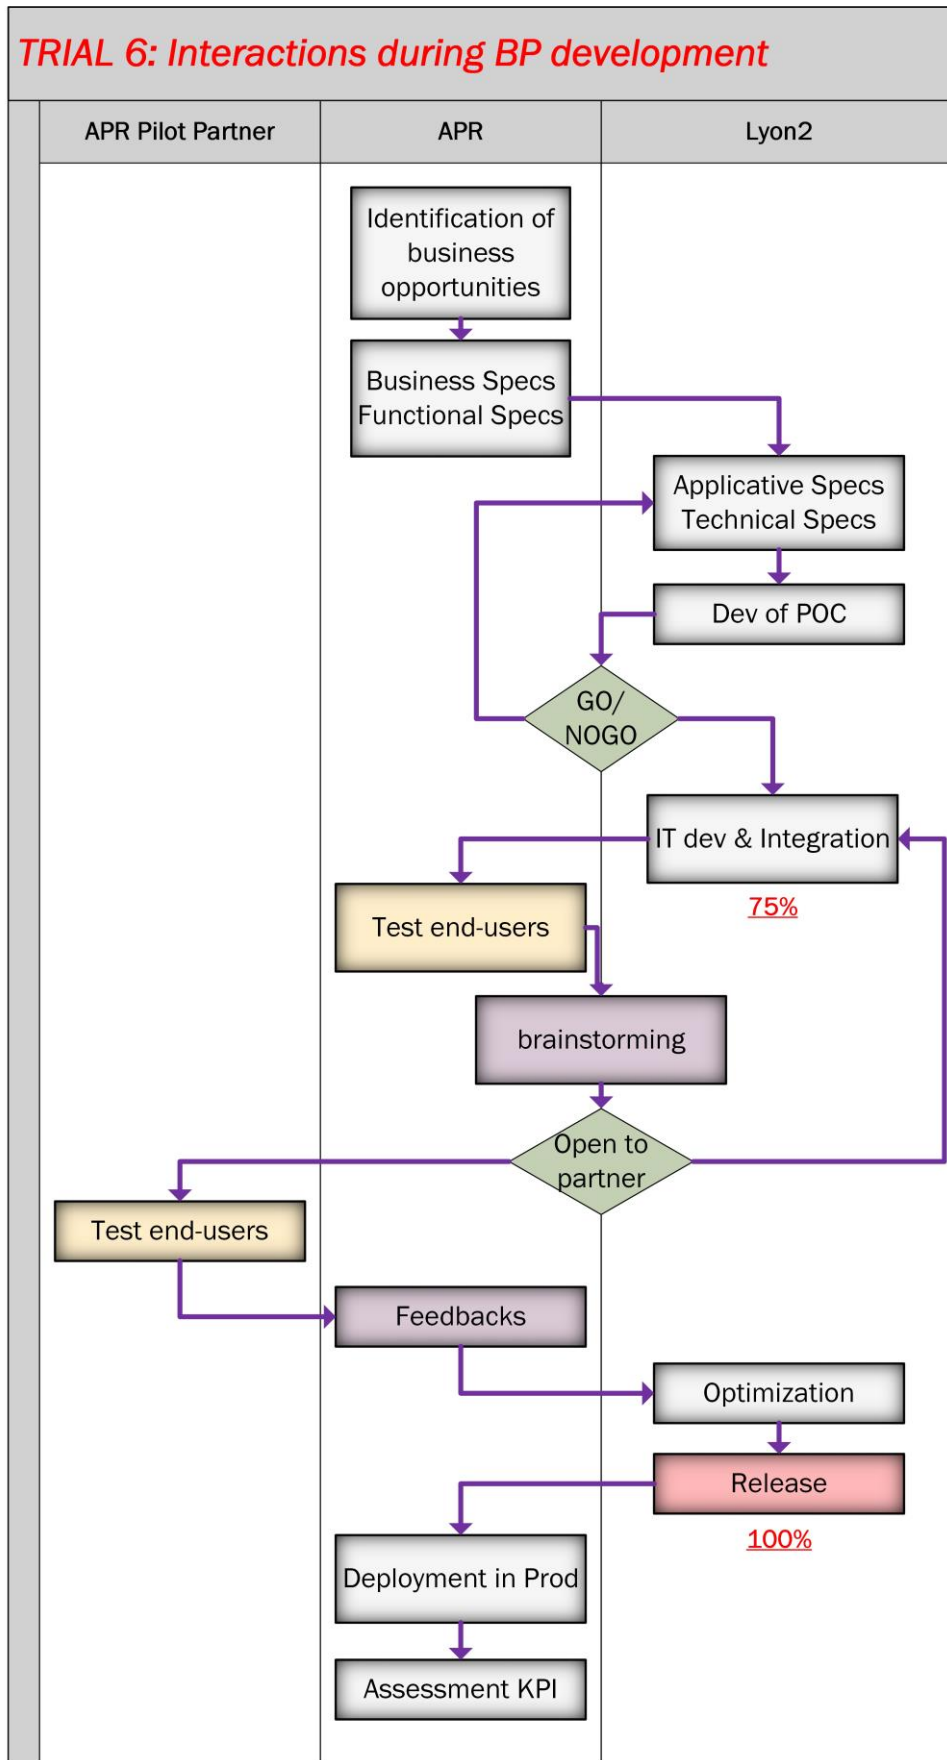 TRIAL 6: Interactions during BP development
APR Pilot Partner
APR
Lyon2
Identification of
business
opportunities
Business Specs
Functional Specs
Applicative Specs
Technical Specs
Dev of POC
GO/
NOGO
IT dev & Integration
75%
Test end-users
brainstorming
Open to
partner
Test end-users
Feedbacks
Optimization
Release
100%
Deployment in Prod
Assessment KPI